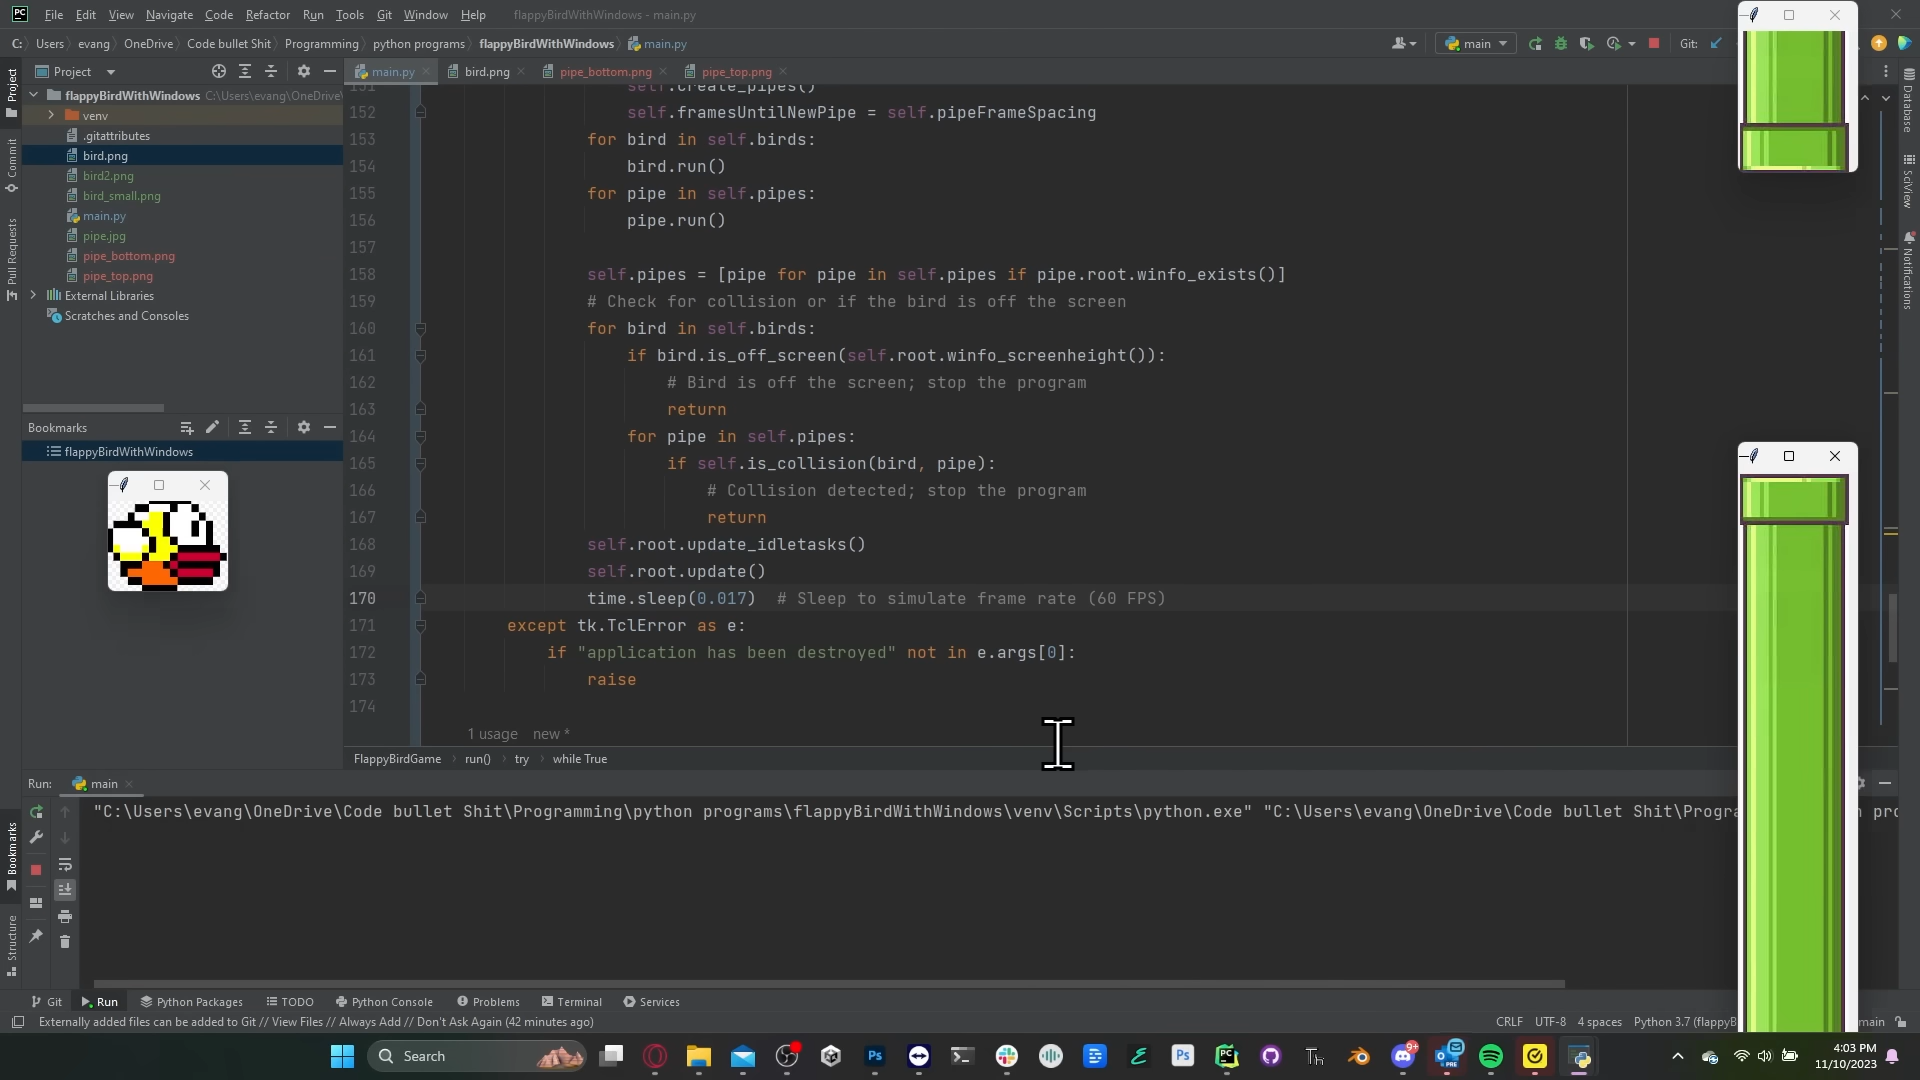 File Edit View Navigate Code Refactor Run Tools Git Window Help flappyBirdWithWindows - main.py
C: Users evang OneDrive Code bullet Shit Programming python programs flappyBirdWithWindows main.py main Git:
Project main.py bird.png pipe_bottom.png pipe_top.png
flappyBirdWithWindows C:\Users\evang\OneDrive\
venv
.gitattributes
bird.png
bird2.png
bird_small.png
main.py
pipe.jpg
pipe_bottom.png
pipe_top.png
External Libraries
Scratches and Consoles
Bookmarks
flappyBirdWithWindows
Project
Commit
Pull Requests
Bookmarks
Structure
151 self.create_pipes()
152 self.framesUntilNewPipe = self.pipeFrameSpacing
153 for bird in self.birds:
154 bird.run()
155 for pipe in self.pipes:
156 pipe.run()
157
158 self.pipes = [pipe for pipe in self.pipes if pipe.root.winfo_exists()]
159 # Check for collision or if the bird is off the screen
160 for bird in self.birds:
161 if bird.is_off_screen(self.root.winfo_screenheight()):
162 # Bird is off the screen; stop the program
163 return
164 for pipe in self.pipes:
165 if self.is_collision(bird, pipe):
166 # Collision detected; stop the program
167 return
168 self.root.update_idletasks()
169 self.root.update()
170 time.sleep(0.017) # Sleep to simulate frame rate (60 FPS)
171 except tk.TclError as e:
172 if "application has been destroyed" not in e.args[0]:
173 raise
174
1 usage new *
FlappyBirdGame run() try while True
Database
SciView
Notifications
Run: main
"C:\Users\evang\OneDrive\Code bullet Shit\Programming\python programs\flappyBirdWithWindows\venv\Scripts\python.exe" "C:\Users\evang\OneDrive\Code bullet Shit\Progra
Git Run Python Packages TODO Python Console Problems Terminal Services
Externally added files can be added to Git // View Files // Always Add // Don't Ask Again (42 minutes ago) CRLF UTF-8 4 spaces Python 3.7 (flappyB main
Search 4:03 PM
11/10/2023